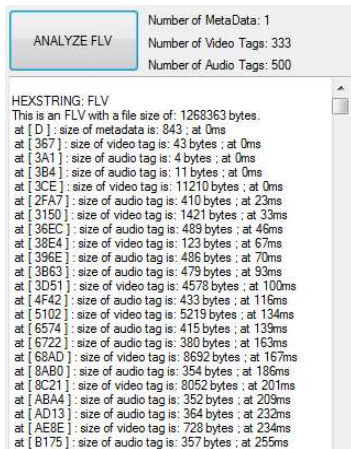 ANALYZE FLV
Number of MetaData: 1
Number of Video Tags: 333
Number of Audio Tags: 500
HEXSTRING: FLV
This is an FLV with a file size of: 1268363 bytes.
at [ D ] : size of metadata is: 843 ; at 0ms
at [ 367 ] : size of video tag is: 43 bytes ; at 0ms
at [ 3A1 ] : size of audio tag is: 4 bytes ; at 0ms
at [ 3B4 ] : size of audio tag is: 11 bytes ; at 0ms
at [ 3CE ] : size of video tag is: 11210 bytes ; at 0ms
at [ 2FA7 ] : size of audio tag is: 410 bytes ; at 23ms
at [ 3150 ] : size of video tag is: 1421 bytes ; at 33ms
at [ 36EC ] : size of audio tag is: 489 bytes ; at 46ms
at [ 38E4 ] : size of video tag is: 123 bytes ; at 67ms
at [ 396E ] : size of audio tag is: 486 bytes ; at 70ms
at [ 3B63 ] : size of audio tag is: 479 bytes ; at 93ms
at [ 3D51 ] : size of video tag is: 4578 bytes ; at 100ms
at [ 4F42 ] : size of audio tag is: 433 bytes ; at 116ms
at [ 5102 ] : size of video tag is: 5219 bytes ; at 134ms
at [ 6574 ] : size of audio tag is: 415 bytes ; at 139ms
at [ 6722 ] : size of audio tag is: 380 bytes ; at 163ms
at [ 68AD ] : size of video tag is: 8692 bytes ; at 167ms
at [ 8AB0 ] : size of audio tag is: 354 bytes ; at 186ms
at [ 8C21 ] : size of video tag is: 8052 bytes ; at 201ms
at [ ABA4 ] : size of audio tag is: 352 bytes ; at 209ms
at [ AD13 ] : size of audio tag is: 364 bytes ; at 232ms
at [ AE8E ] : size of video tag is: 728 bytes ; at 234ms
at [ B175 ] : size of audio tag is: 357 bytes ; at 255ms